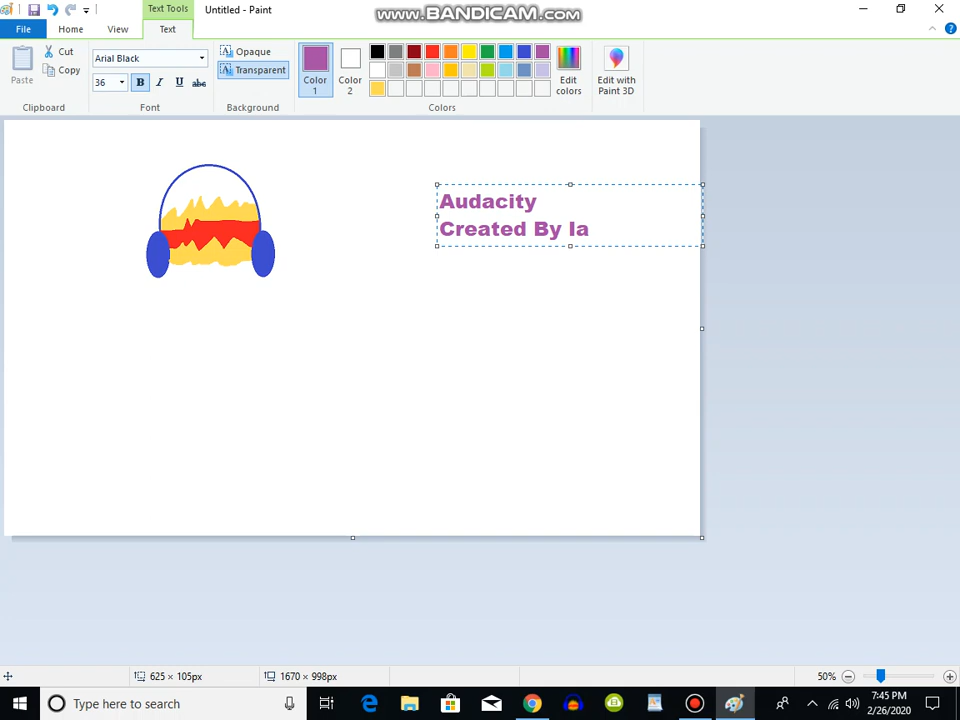 Text Tools
Untitled - Paint
www.BANDICAM.com
File
Home
View
Text
Paste
Cut
Copy
Clipboard
Arial Black
36
B I U abc
Font
Opaque
Transparent
Background
Color 1
Color 2
Edit colors
Edit with Paint 3D
Colors
Audacity
Created By Ia
625 × 105px
1670 × 998px
50%
Type here to search
7:45 PM
2/26/2020